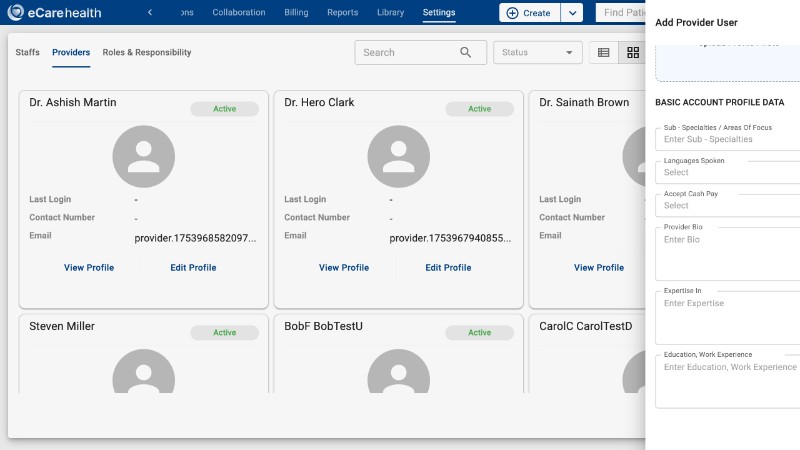 eCarehealth
ons Collaboration Billing Reports Library Settings
Create
Find Patie
Staffs Providers Roles & Responsibility
Search
Status
Dr. Ashish Martin
Active
Last Login -
Contact Number -
Email provider.1753968582097...
View Profile Edit Profile
Dr. Hero Clark
Active
Last Login -
Contact Number -
Email provider.1753967940855...
View Profile Edit Profile
Dr. Sainath Brown
Last Login
Contact Number
Email
View Profile
Steven Miller
Active
BobF BobTestU
Active
CarolC CarolTestD
Add Provider User
BASIC ACCOUNT PROFILE DATA
Sub - Specialties / Areas Of Focus
Enter Sub - Specialties
Languages Spoken
Select
Accept Cash Pay
Select
Provider Bio
Enter Bio
Expertise In
Enter Expertise
Education, Work Experience
Enter Education, Work Experience